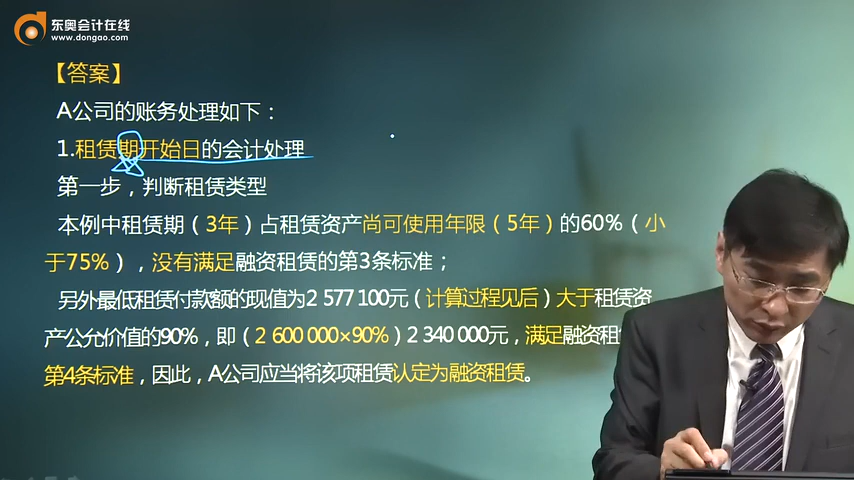 东奥会计在线
www.dongao.com
【答案】
A公司的账务处理如下：
1.租赁期开始日的会计处理
第一步，判断租赁类型
本例中租赁期（3年）占租赁资产尚可使用年限（5年）的60%（小
于75%），没有满足融资租赁的第3条标准；
另外最低租赁付款额的现值为2 577 100元（计算过程见后）大于租赁资
产公允价值的90%，即（2 600 000×90%）2 340 000元，满足融资租
第4条标准，因此，A公司应当将该项租赁认定为融资租赁。